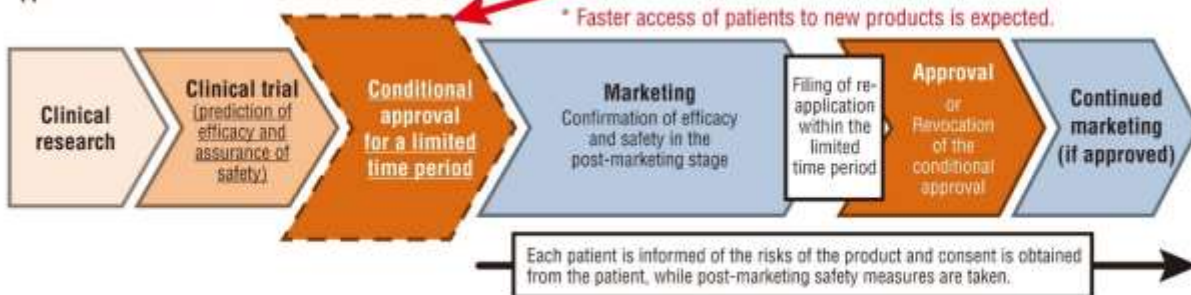 * Faster access of patients to new products is expected.
Clinical
research
Clinical trial
(prediction of
efficacy and
assurance of
safety)
Conditional
approval
for a limited
time period
Marketing
Confirmation of efficacy
and safety in the
post-marketing stage
Filing of re-
application
within the
limited
time period
Approval
or
Revocation
of the
conditional
approval
Continued
marketing
(if approved)
Each patient is informed of the risks of the product and consent is obtained
from the patient, while post-marketing safety measures are taken.